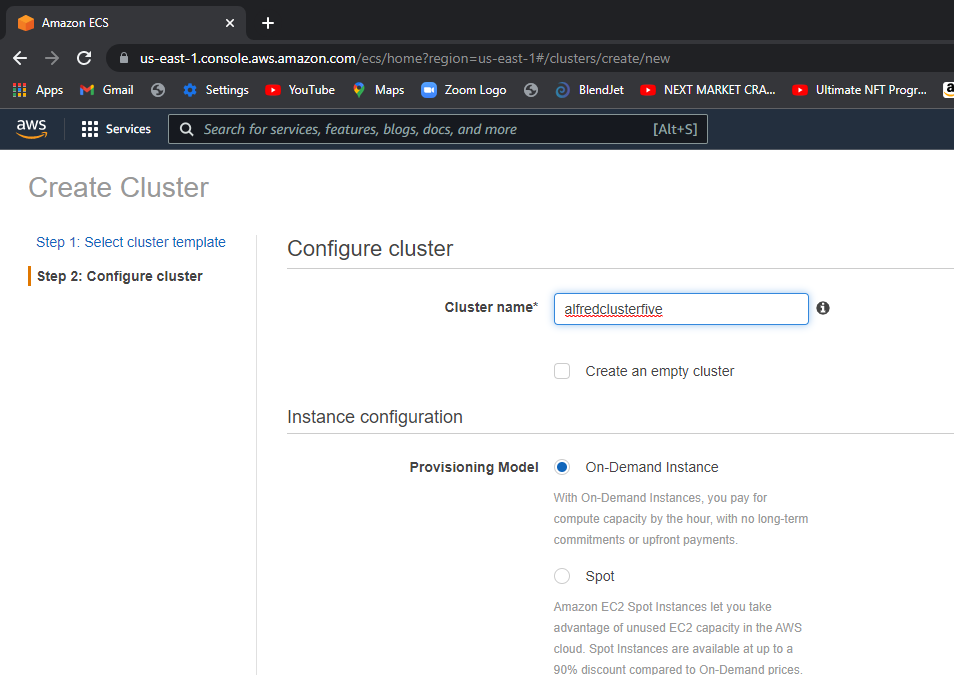 Amazon ECS
us-east-1.console.aws.amazon.com/ecs/home?region=us-east-1#/clusters/create/new
Apps Gmail Settings YouTube Maps Zoom Logo BlendJet NEXT MARKET CRA... Ultimate NFT Progr... a
aws Services Search for services, features, blogs, docs, and more [Alt+S]
Create Cluster
Step 1: Select cluster template
Step 2: Configure cluster
Configure cluster
Cluster name* alfredclusterfive
Create an empty cluster
Instance configuration
Provisioning Model On-Demand Instance
With On-Demand Instances, you pay for
compute capacity by the hour, with no long-term
commitments or upfront payments.
Spot
Amazon EC2 Spot Instances let you take
advantage of unused EC2 capacity in the AWS
cloud. Spot Instances are available at up to a
90% discount compared to On-Demand prices.